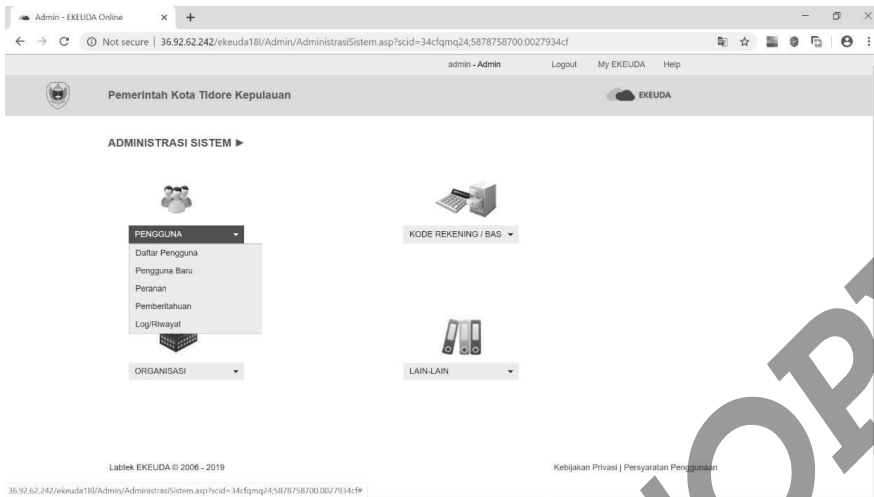 Admin - EKEUDA Online
Not secure | 36.92.62.242/ekeuda18l/Admin/AdministrasiSistem.asp?scid=34cfqmq24;5878758700.0027934cf
admin - Admin Logout My EKEUDA Help
Pemerintah Kota Tidore Kepulauan EKEUDA
ADMINISTRASI SISTEM ►
PENGGUNA KODE REKENING / BAS
Daftar Pengguna
Pengguna Baru
Peranan
Pemberitahuan
Log/Riwayat
ORGANISASI LAIN-LAIN
Labtek EKEUDA © 2006 - 2019 Kebijakan Privasi | Persyaratan Penggunaan
36.92.62.242/ekeuda18l/Admin/AdministrasiSistem.asp?scid=34cfqmq24;5878758700.0027934cf#
OP